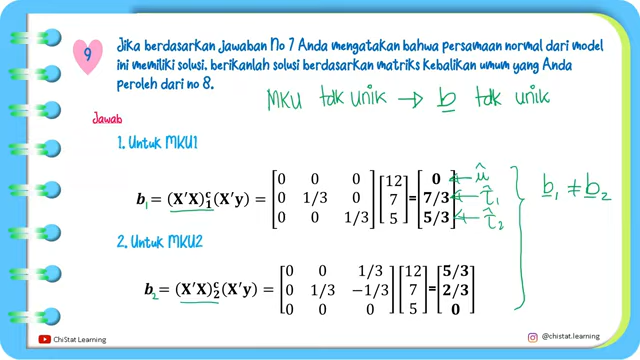 9
Jika berdasarkan jawaban No 7 Anda mengatakan bahwa persamaan normal dari model
ini memiliki solusi, berikanlah solusi berdasarkan matriks kebalikan umum yang Anda
peroleh dari no 8.
MKU tdk unik → b tdk unik
Jawab
1. Untuk MKU1
b₁ = (X′X)₁ᶜ(X′y) = [0 0 0; 0 1/3 0; 0 0 1/3] [12; 7; 5] = [0; 7/3; 5/3] ← μ̂ ← τ̂₁ ← τ̂₂
b₁ ≠ b₂
2. Untuk MKU2
b₂ = (X′X)₂ᶜ(X′y) = [0 0 1/3; 0 1/3 −1/3; 0 0 0] [12; 7; 5] = [5/3; 2/3; 0]
ChiStat Learning
@chistat.learning